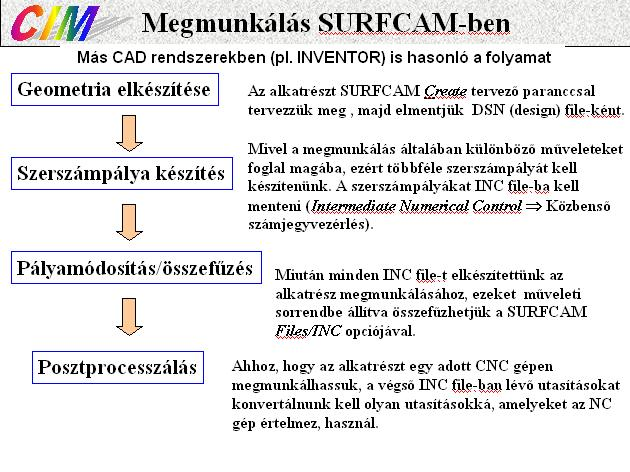 CIM
Megmunkálás SURFCAM-ben
Más CAD rendszerekben (pl. INVENTOR) is hasonló a folyamat
Geometria elkészítése
Az alkatrészt SURFCAM Create tervező paranccsal
tervezzük meg , majd elmentjük DSN (design) file-ként.
Szerszámpálya készítés
Mivel a megmunkálás általában különböző műveleteket
foglal magába, ezért többféle szerszámpályát kell
készítenünk. A szerszámpályákat INC file-ba kell
menteni (Intermediate Numerical Control ⇒ Közbenső
számjegyvezérlés).
Pályamódosítás/összefűzés
Miután minden INC file-t elkészítettünk az
alkatrész megmunkálásához, ezeket műveleti
sorrendbe állítva összefűzhetjük a SURFCAM
Files/INC opciójával.
Posztprocesszálás
Ahhoz, hogy az alkatrészt egy adott CNC gépen
megmunkálhassuk, a végső INC file-ban lévő utasításokat
konvertálnunk kell olyan utasításokká, amelyeket az NC
gép értelmez, használ.